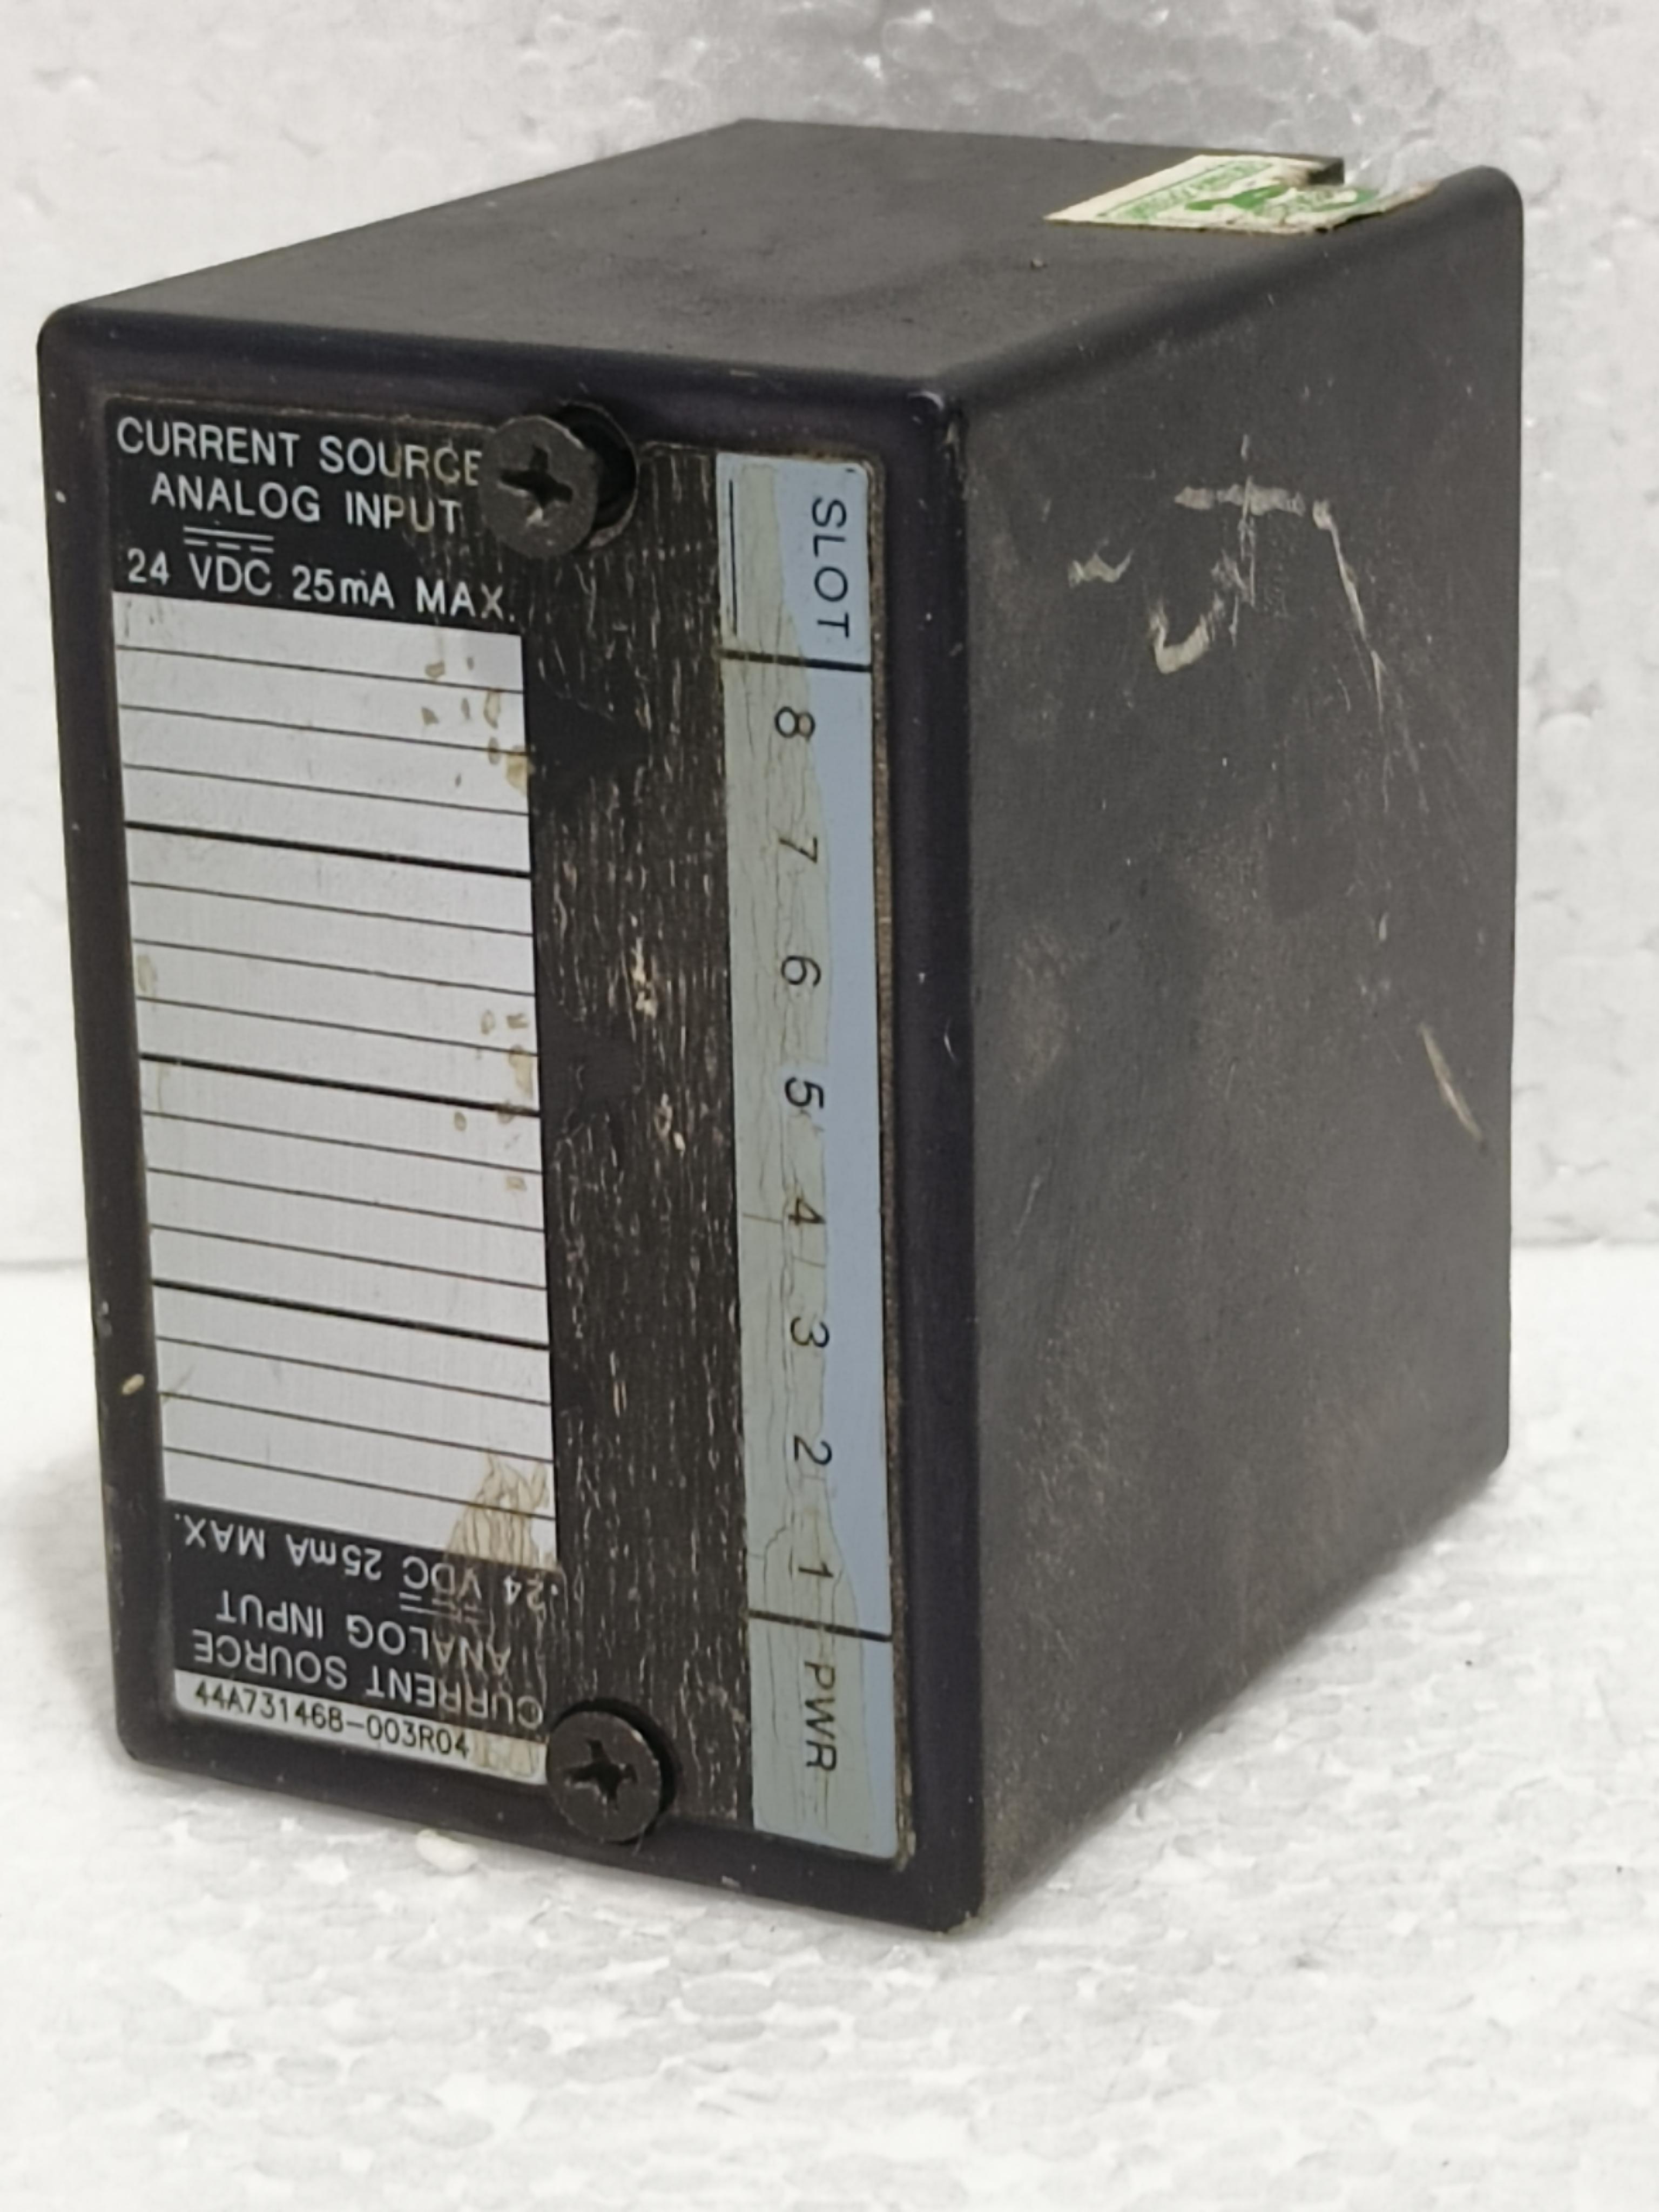 CURRENT SOURCE
ANALOG INPUT
24 VDC 25mA MAX.
SLOT
8
7
6
5
4
3
2
1
PWR
24 VDC 25mA MAX.
ANALOG INPUT
CURRENT SOURCE
44A731468-003R04